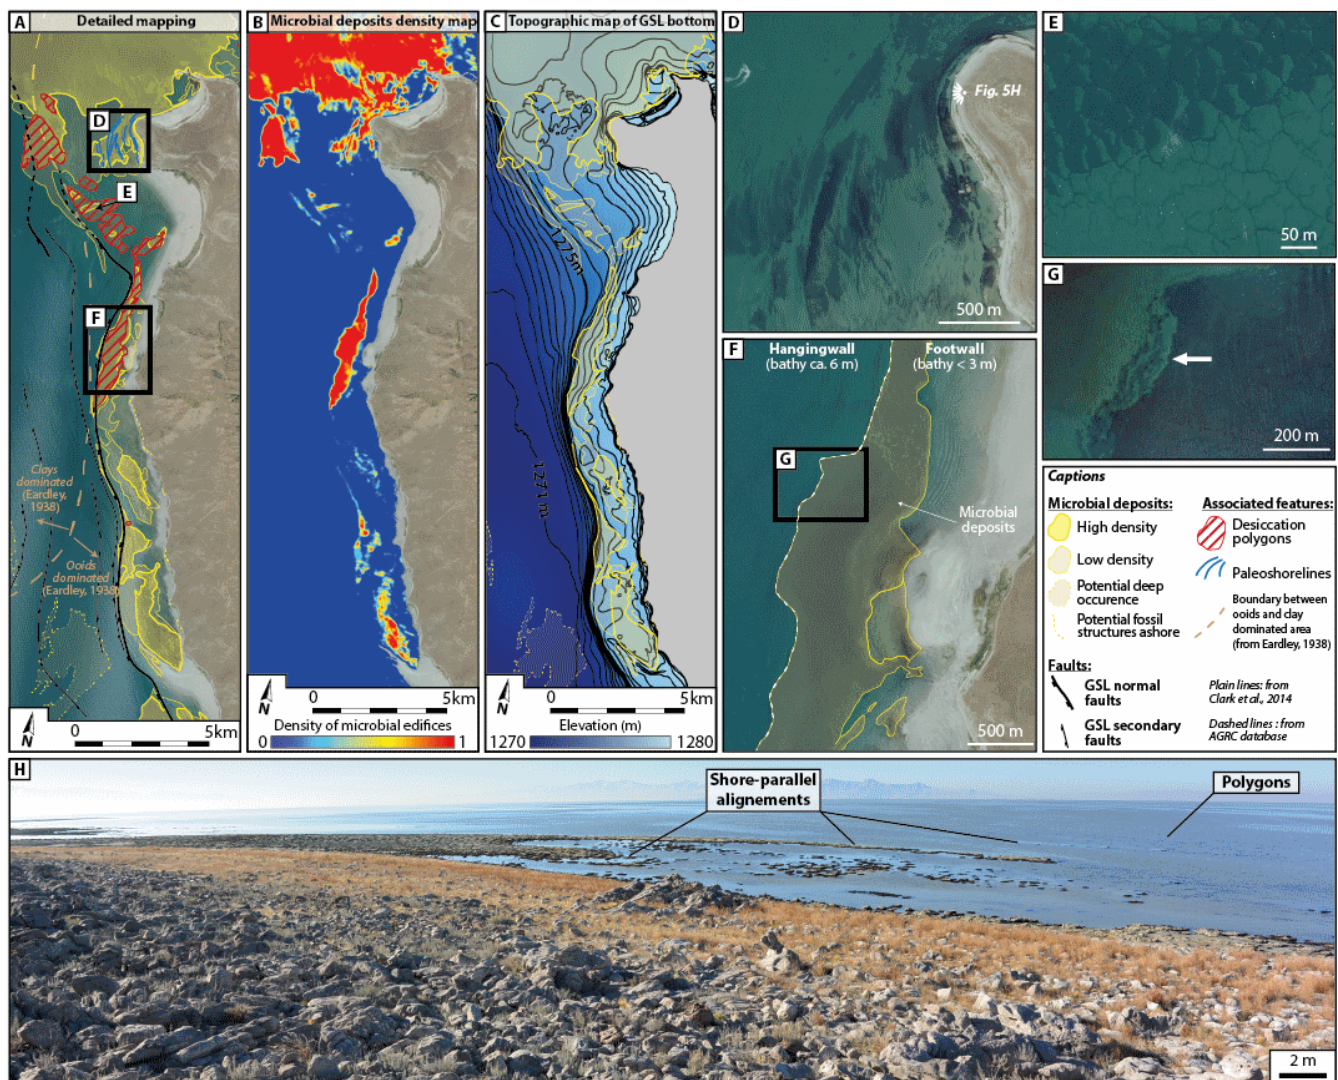 A
Detailed mapping
D
E
F
Clays
dominated
(Eardley,
1938)
Ooids
dominated
(Eardley, 1938)
N
0
5km
B
Microbial deposits density map
N
0
5km
Density of microbial edifices
0
1
C
Topographic map of GSL bottom
1275m
1271m
N
0
5km
Elevation (m)
1270
1280
D
Fig. 5H
500 m
E
50 m
F
Hangingwall
(bathy ca. 6 m)
Footwall
(bathy < 3 m)
G
Microbial
deposits
500 m
G
200 m
Captions
Microbial deposits:
High density
Low density
Potential deep
occurence
Potential fossil
structures ashore
Associated features:
Desiccation
polygons
Paleoshorelines
Boundary between
ooids and clay
dominated area
(from Eardley, 1938)
Faults:
GSL normal
faults
GSL secondary
faults
Plain lines: from
Clark et al., 2014
Dashed lines : from
AGRC database
H
Shore-parallel
alignements
Polygons
2 m